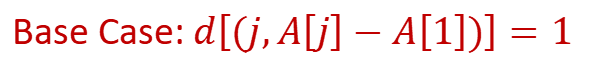 Base Case: d[(j, A[j] − A[1])] = 1